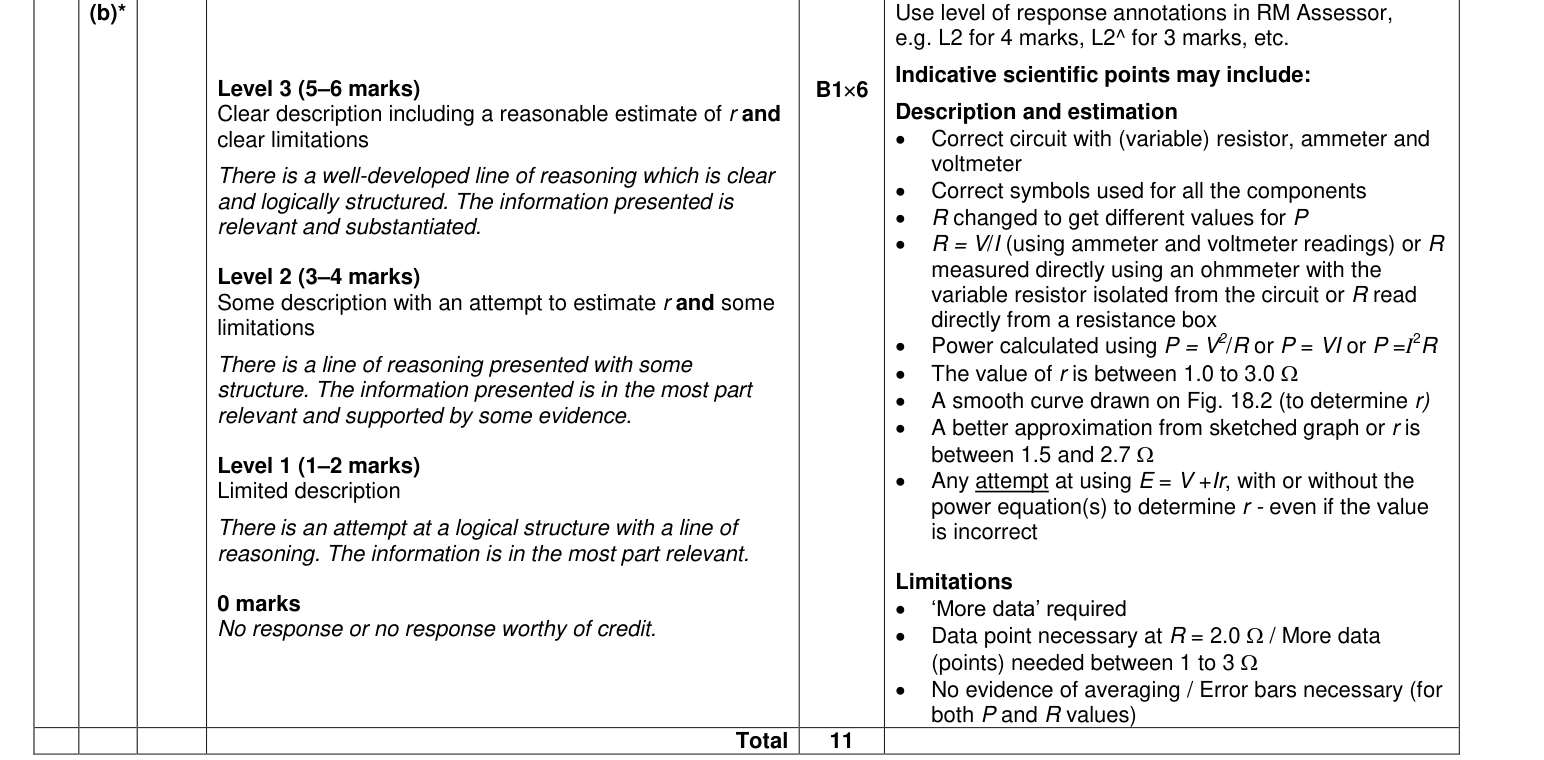 (b)*
Level 3 (5–6 marks)
Clear description including a reasonable estimate of r and
clear limitations
There is a well-developed line of reasoning which is clear
and logically structured. The information presented is
relevant and substantiated.
Level 2 (3–4 marks)
Some description with an attempt to estimate r and some
limitations
There is a line of reasoning presented with some
structure. The information presented is in the most part
relevant and supported by some evidence.
Level 1 (1–2 marks)
Limited description
There is an attempt at a logical structure with a line of
reasoning. The information is in the most part relevant.
0 marks
No response or no response worthy of credit.
B1×6
Use level of response annotations in RM Assessor,
e.g. L2 for 4 marks, L2^ for 3 marks, etc.
Indicative scientific points may include:
Description and estimation
• Correct circuit with (variable) resistor, ammeter and
voltmeter
• Correct symbols used for all the components
• R changed to get different values for P
• R = V/I (using ammeter and voltmeter readings) or R
measured directly using an ohmmeter with the
variable resistor isolated from the circuit or R read
directly from a resistance box
• Power calculated using P = V²/R or P = VI or P =I²R
• The value of r is between 1.0 to 3.0 Ω
• A smooth curve drawn on Fig. 18.2 (to determine r)
• A better approximation from sketched graph or r is
between 1.5 and 2.7 Ω
• Any attempt at using E = V +Ir, with or without the
power equation(s) to determine r - even if the value
is incorrect
Limitations
• ‘More data’ required
• Data point necessary at R = 2.0 Ω / More data
(points) needed between 1 to 3 Ω
• No evidence of averaging / Error bars necessary (for
both P and R values)
Total 11